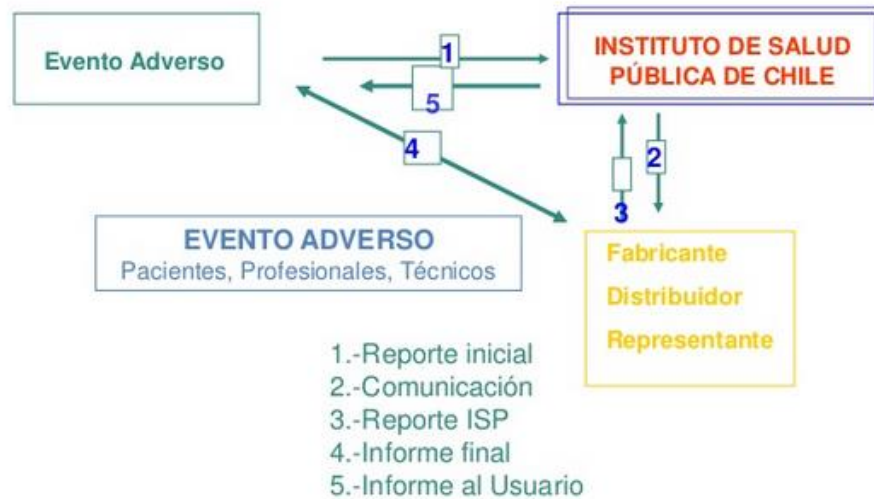 Evento Adverso
1
INSTITUTO DE SALUD
PÚBLICA DE CHILE
5
4
2
3
EVENTO ADVERSO
Pacientes, Profesionales, Técnicos
Fabricante
Distribuidor
Representante
1.-Reporte inicial
2.-Comunicación
3.-Reporte ISP
4.-Informe final
5.-Informe al Usuario